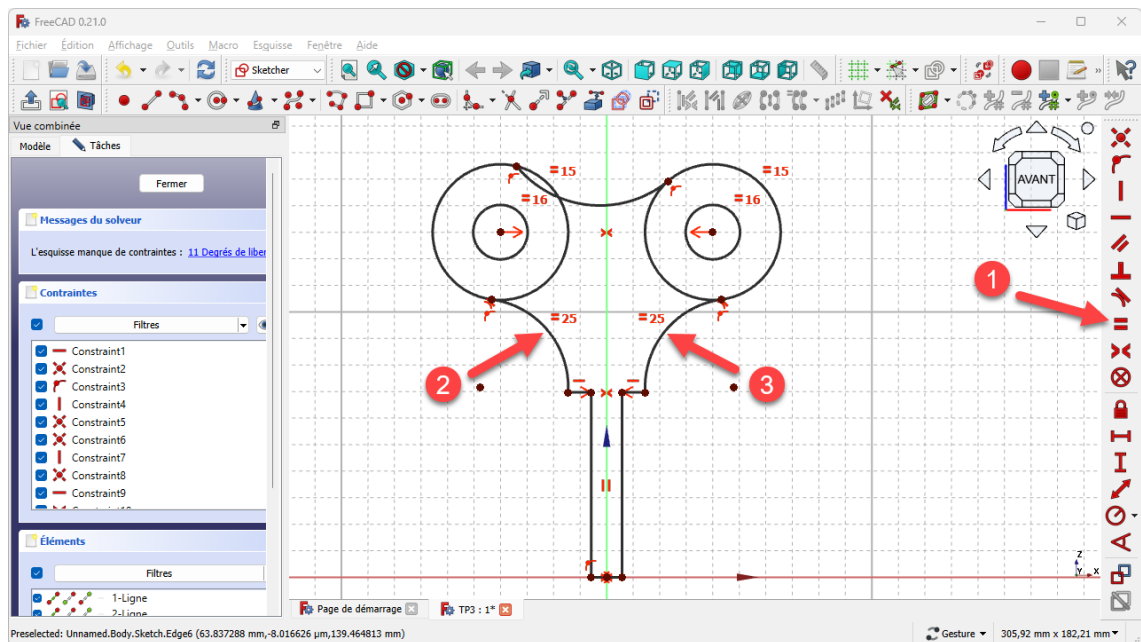 FreeCAD 0.21.0
Fichier Édition Affichage Outils Macro Esquisse Fenêtre Aide
Sketcher
Vue combinée
Modèle Tâches
Fermer
Messages du solveur
L'esquisse manque de contraintes : 11 Degrés de liber
Contraintes
Filtres
Constraint1
Constraint2
Constraint3
Constraint4
Constraint5
Constraint6
Constraint7
Constraint8
Constraint9
Éléments
Filtres
1-Ligne
2-Ligne
=15 =15
=16 =16
=25 =25
AVANT
1
2 3
Z
Y X
Page de démarrage TP3 : 1*
Preselected: Unnamed.Body.Sketch.Edge6 (63.837288 mm,-8.016626 µm,139.464813 mm) Gesture 305,92 mm x 182,21 mm